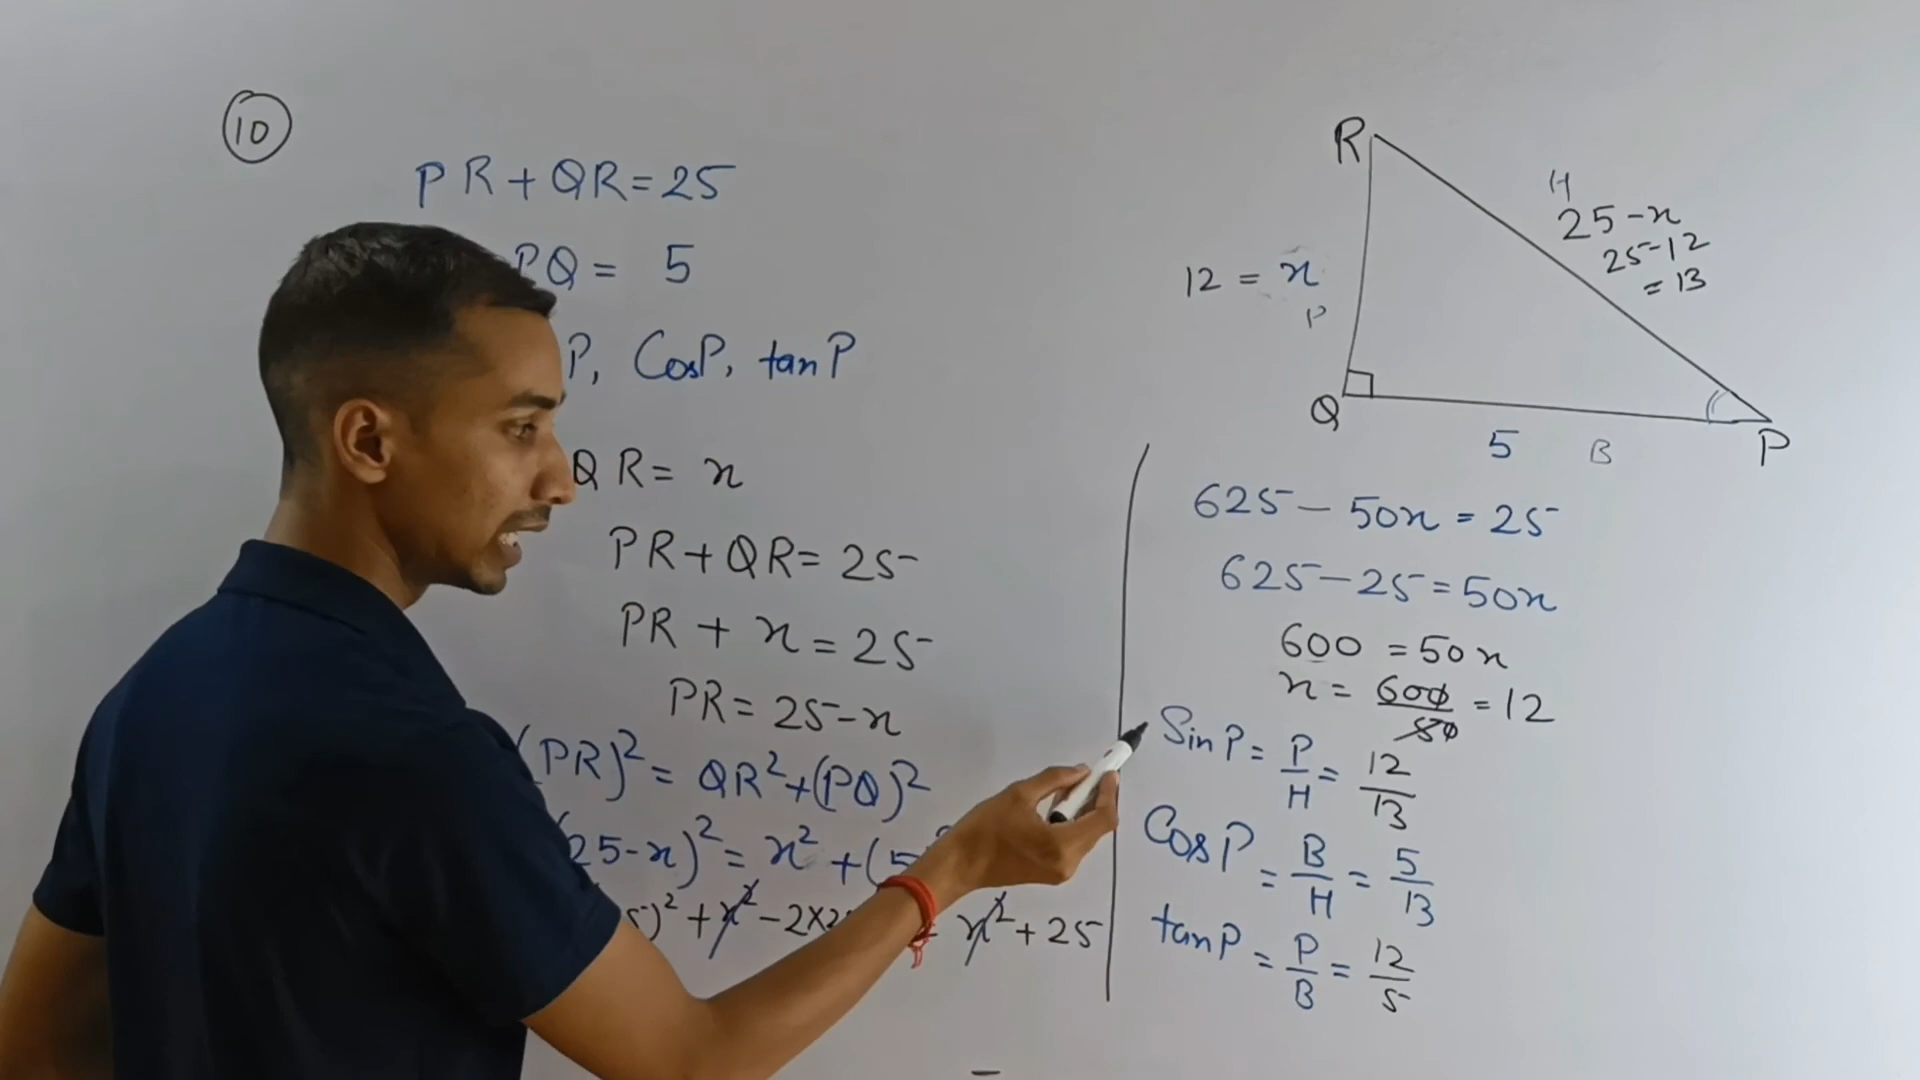 10
PR + QR = 25
PQ = 5
P, CosP, tanP
QR = x
PR + QR = 25
PR + x = 25
PR = 25 - x
(PR)² = QR² + (PQ)²
25 - x)² = x² + (5
)² + x² - 2×2 = x² + 25
R
H
25 - x
25 - 12
= 13
12 = x
P
Q
5 B
P
625 - 50x = 25
625 - 25 = 50x
600 = 50x
x = 600/50 = 12
Sin P = P/H = 12/13
Cos P = B/H = 5/13
tan P = P/B = 12/5